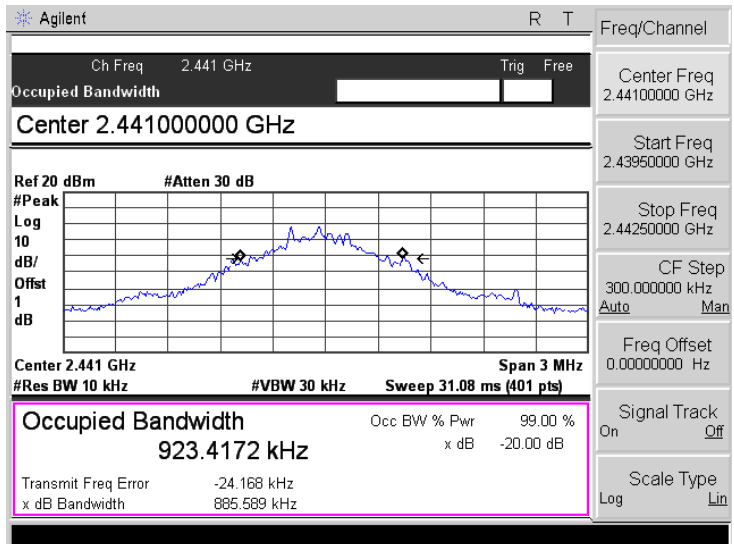 Agilent R T
Ch Freq 2.441 GHz Trig Free
Occupied Bandwidth
Center 2.441000000 GHz
Ref 20 dBm #Atten 30 dB
#Peak
Log
10
dB/
Offst
1
dB
Center 2.441 GHz Span 3 MHz
#Res BW 10 kHz #VBW 30 kHz Sweep 31.08 ms (401 pts)
Occupied Bandwidth Occ BW % Pwr 99.00 %
923.4172 kHz x dB -20.00 dB
Transmit Freq Error -24.168 kHz
x dB Bandwidth 885.589 kHz
Freq/Channel
Center Freq
2.44100000 GHz
Start Freq
2.43950000 GHz
Stop Freq
2.44250000 GHz
CF Step
300.000000 kHz
Auto Man
Freq Offset
0.00000000 Hz
Signal Track
On Off
Scale Type
Log Lin